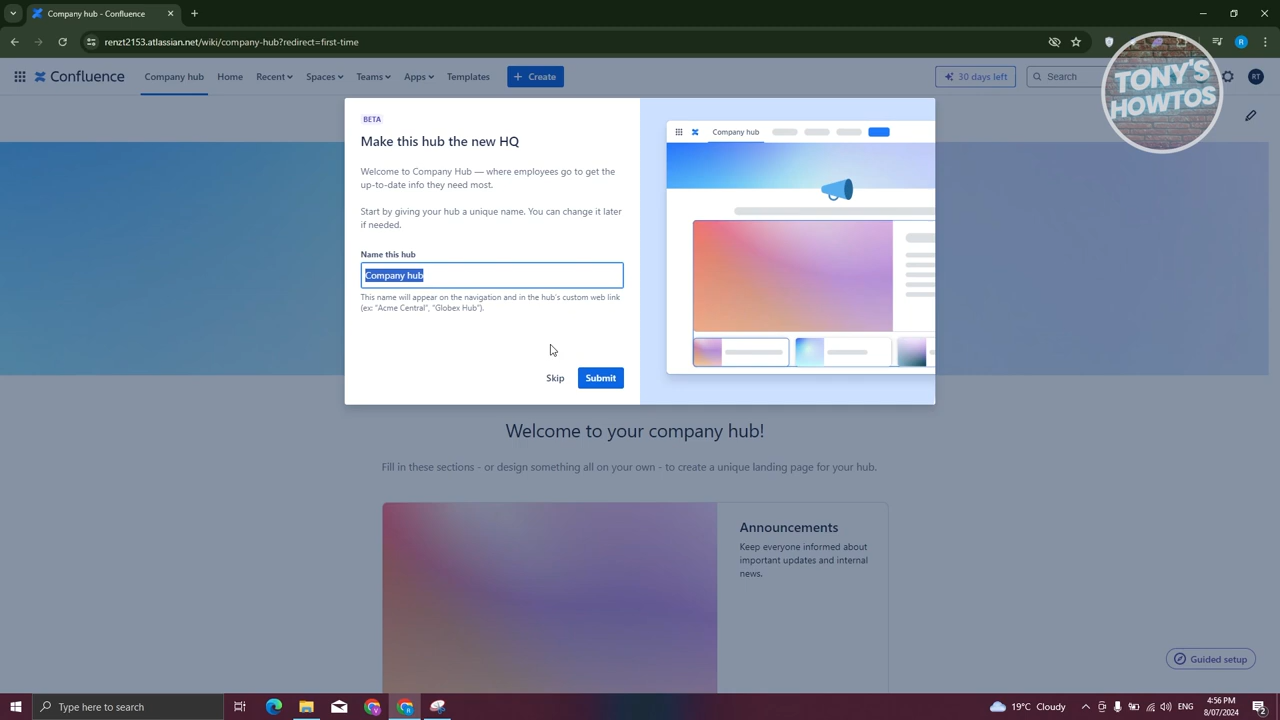 Company hub - Confluence
renzt2153.atlassian.net/wiki/company-hub?redirect=first-time
Confluence
Company hub
Home
Recent
Spaces
Teams
Apps
Templates
Create
30 days left
Search
RT
R
TONY'S
HOWTOS
BETA
Make this hub the new HQ
Welcome to Company Hub — where employees go to get the
up-to-date info they need most.
Start by giving your hub a unique name. You can change it later
if needed.
Name this hub
Company hub
This name will appear on the navigation and in the hub's custom web link
(ex: "Acme Central", "Globex Hub").
Skip
Submit
Company hub
Welcome to your company hub!
Fill in these sections - or design something all on your own - to create a unique landing page for your hub.
Announcements
Keep everyone informed about
important updates and internal
news.
Guided setup
Type here to search
19°C Cloudy
ENG
4:56 PM
8/07/2024
2